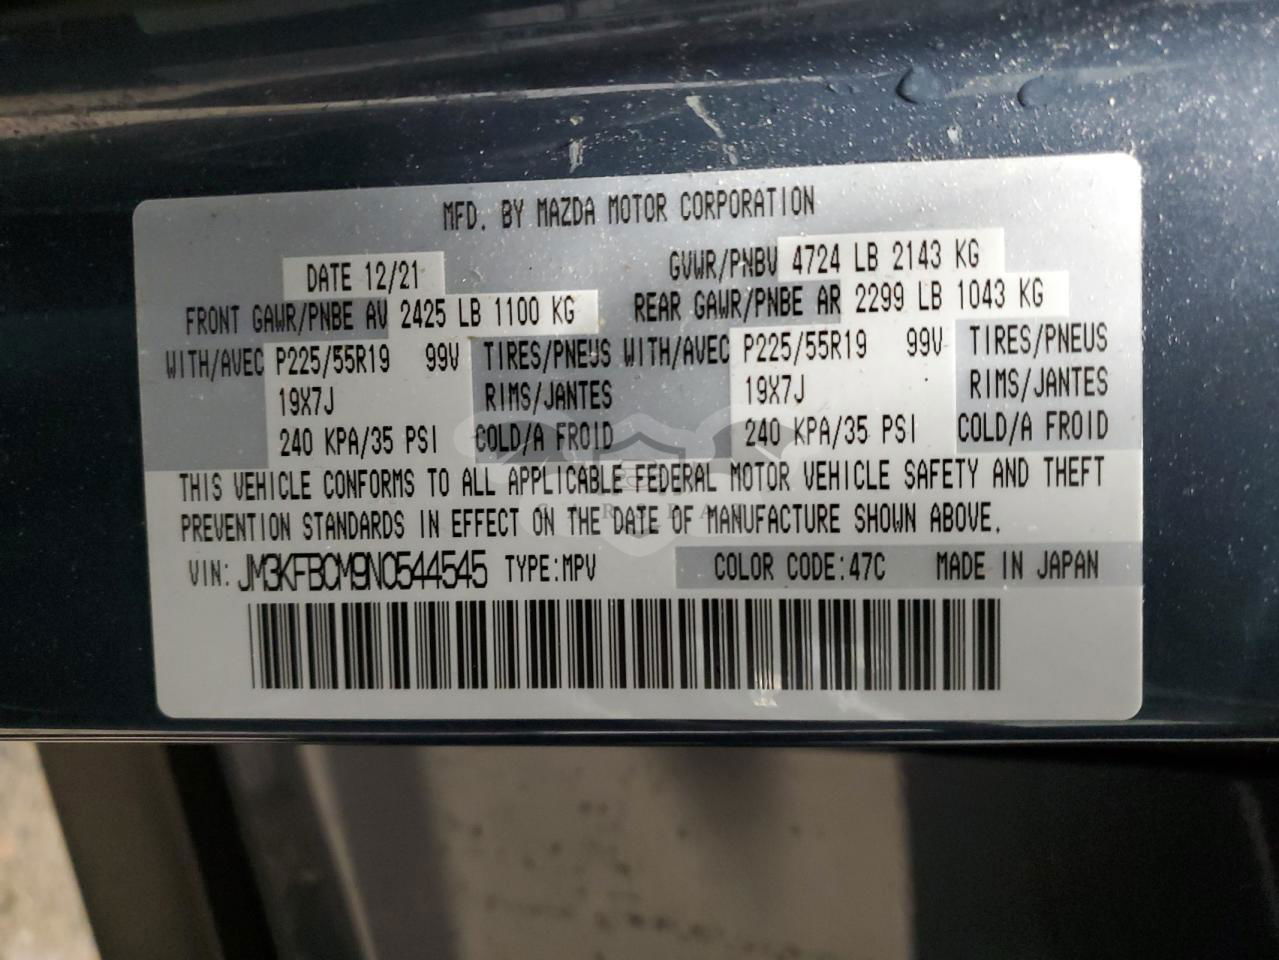 MFD. BY MAZDA MOTOR CORPORATION
DATE 12/21 GVWR/PNBV 4724 LB 2143 KG
FRONT GAWR/PNBE AV 2425 LB 1100 KG REAR GAWR/PNBE AR 2299 LB 1043 KG
WITH/AVEC P225/55R19 99V TIRES/PNEUS WITH/AVEC P225/55R19 99V TIRES/PNEUS
19X7J RIMS/JANTES 19X7J RIMS/JANTES
240 KPA/35 PSI COLD/A FROID 240 KPA/35 PSI COLD/A FROID
THIS VEHICLE CONFORMS TO ALL APPLICABLE FEDERAL MOTOR VEHICLE SAFETY AND THEFT
PREVENTION STANDARDS IN EFFECT ON THE DATE OF MANUFACTURE SHOWN ABOVE.
VIN: JM3KFBCM9N0544545 TYPE:MPV COLOR CODE:47C MADE IN JAPAN